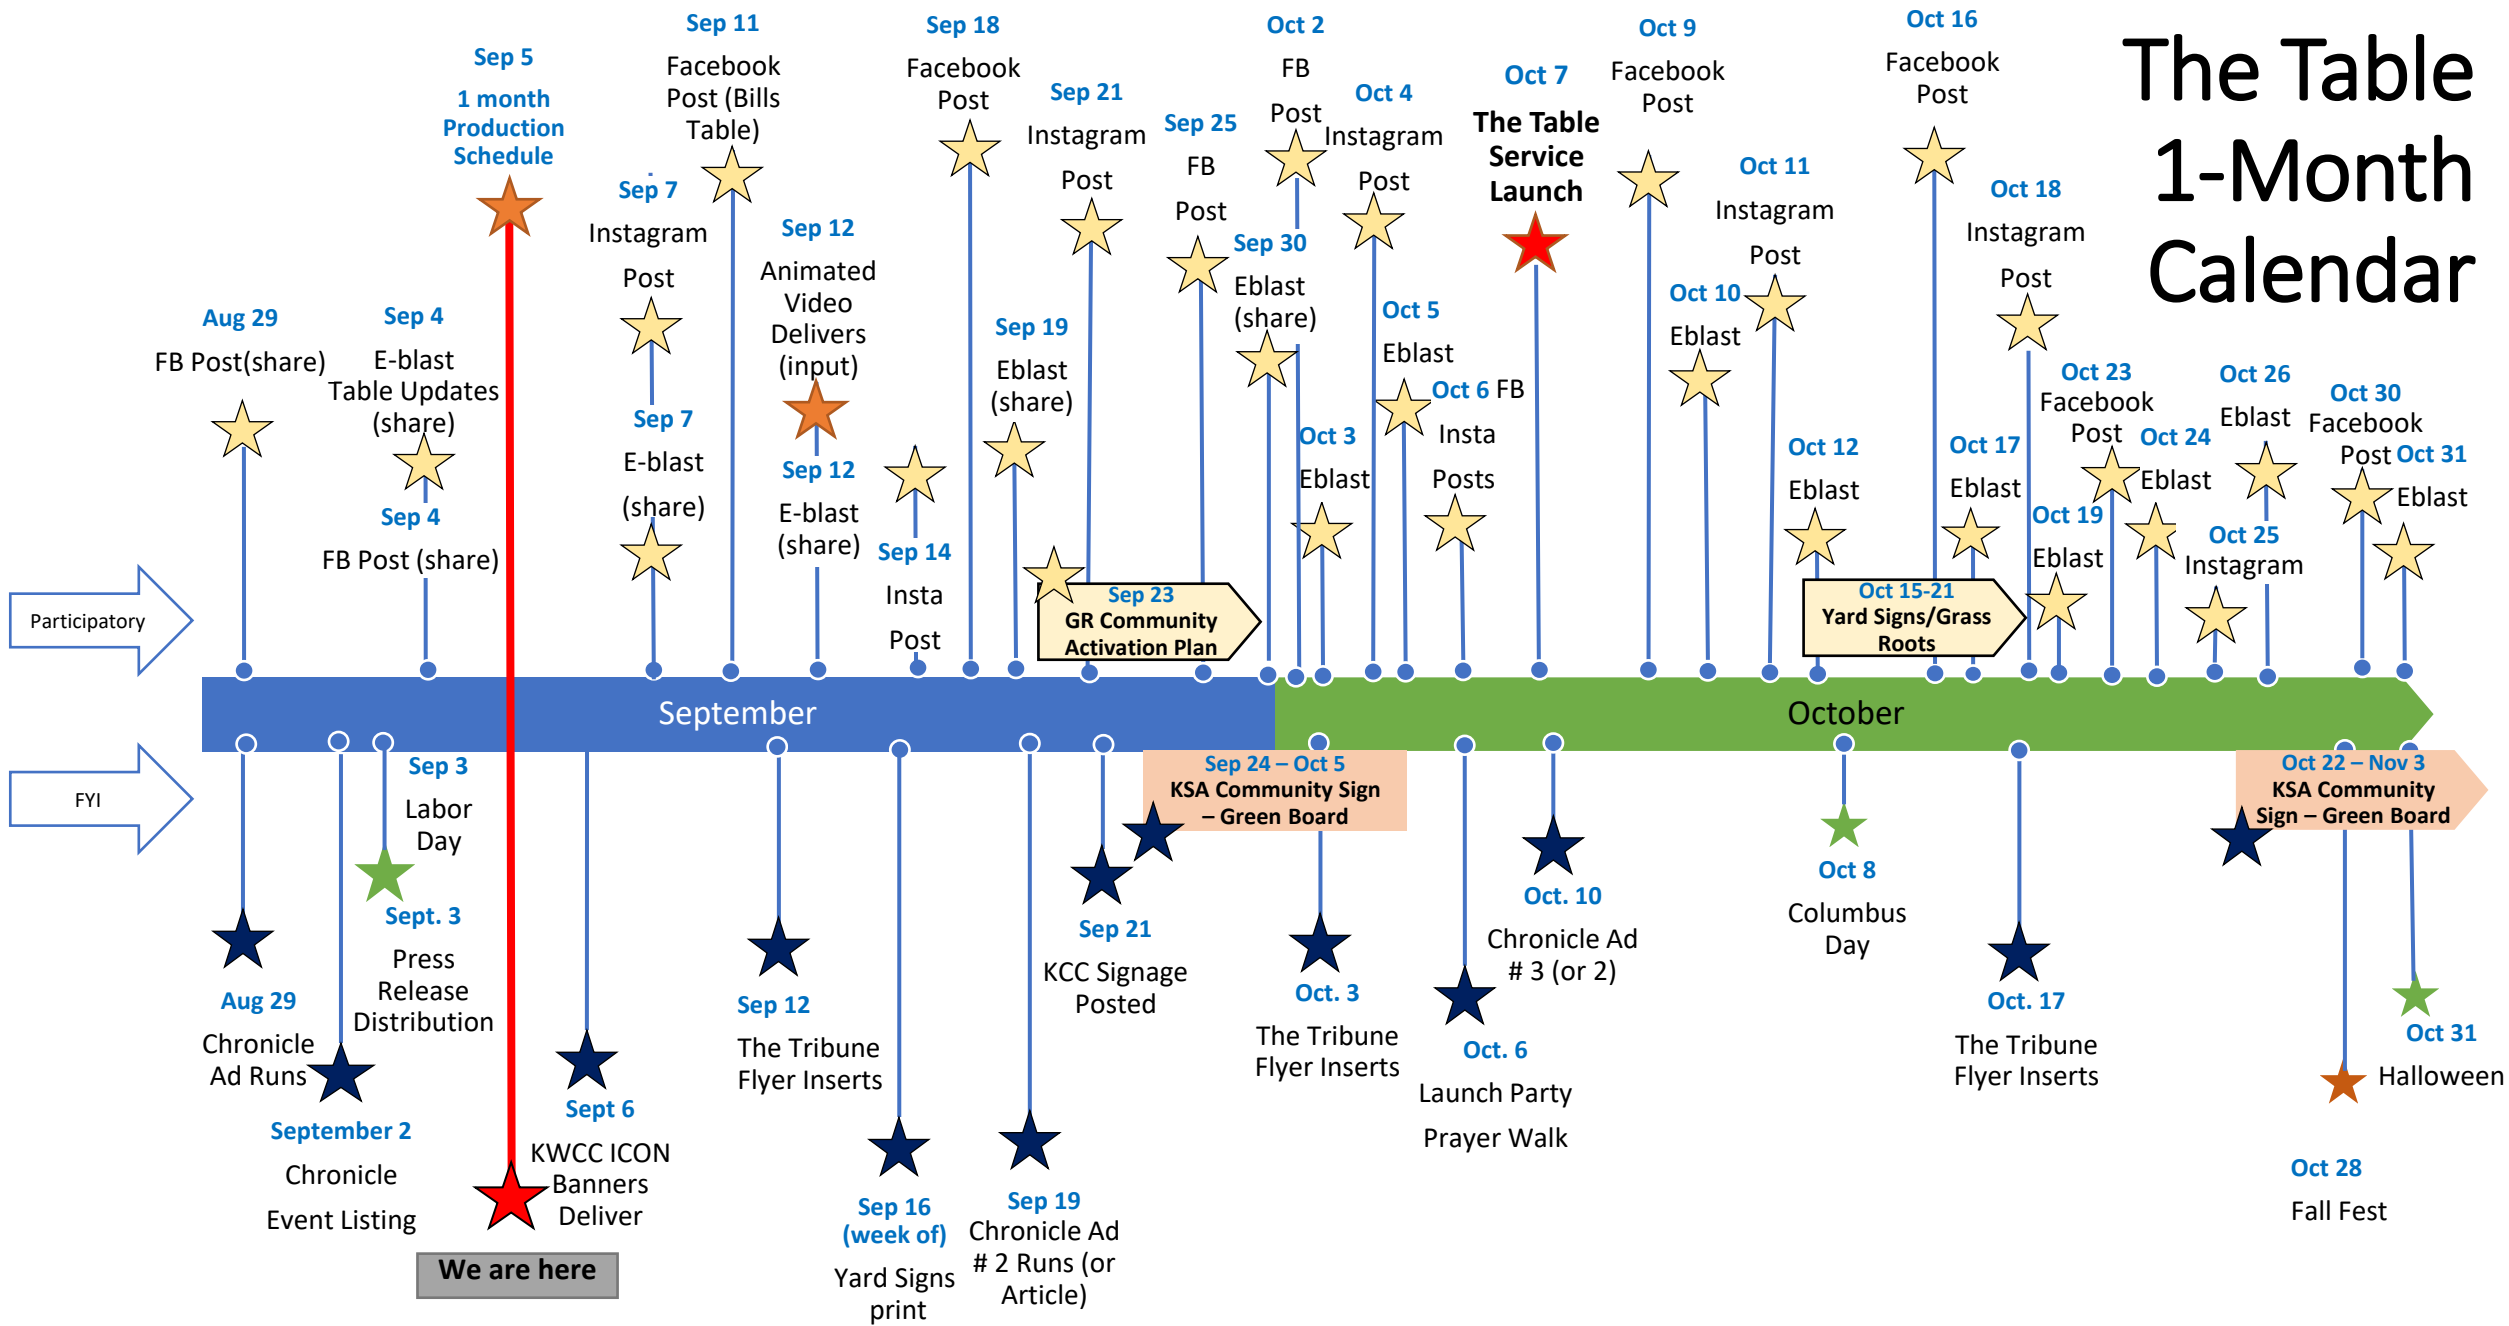 The Table
1-Month
Calendar
Aug 29
FB Post(share)
Sep 4
E-blast
Table Updates
(share)
Sep 4
FB Post (share)
Sep 5
1 month
Production
Schedule
Sep 7
Instagram
Post
Sep 7
E-blast
(share)
Sep 11
Facebook
Post (Bills
Table)
Sep 12
Animated
Video
Delivers
(input)
Sep 12
E-blast
(share)
Sep 14
Insta
Post
Sep 18
Facebook
Post
Sep 19
Eblast
(share)
Sep 21
Instagram
Post
Sep 23
GR Community
Activation Plan
Sep 25
FB
Post
Sep 30
Eblast
(share)
Oct 2
FB
Post
Oct 3
Eblast
Oct 4
Instagram
Post
Oct 5
Eblast
Oct 6 FB
Insta
Posts
Oct 7
The Table
Service
Launch
Oct 9
Facebook
Post
Oct 10
Eblast
Oct 11
Instagram
Post
Oct 12
Eblast
Oct 15-21
Yard Signs/Grass
Roots
Oct 16
Facebook
Post
Oct 17
Eblast
Oct 18
Instagram
Post
Oct 19
Eblast
Oct 23
Facebook
Post
Oct 24
Eblast
Oct 25
Instagram
Oct 26
Eblast
Oct 30
Facebook
Post
Oct 31
Eblast
Participatory
September
October
FYI
Aug 29
Chronicle
Ad Runs
September 2
Chronicle
Event Listing
Sep 3
Labor
Day
Sept. 3
Press
Release
Distribution
We are here
Sept 6
KWCC ICON
Banners
Deliver
Sep 12
The Tribune
Flyer Inserts
Sep 16
(week of)
Yard Signs
print
Sep 19
Chronicle Ad
# 2 Runs (or
Article)
Sep 21
KCC Signage
Posted
Sep 24 – Oct 5
KSA Community Sign
– Green Board
Oct. 3
The Tribune
Flyer Inserts
Oct. 6
Launch Party
Prayer Walk
Oct. 10
Chronicle Ad
# 3 (or 2)
Oct 8
Columbus
Day
Oct. 17
The Tribune
Flyer Inserts
Oct 22 – Nov 3
KSA Community
Sign – Green Board
Oct 28
Fall Fest
Oct 31
Halloween